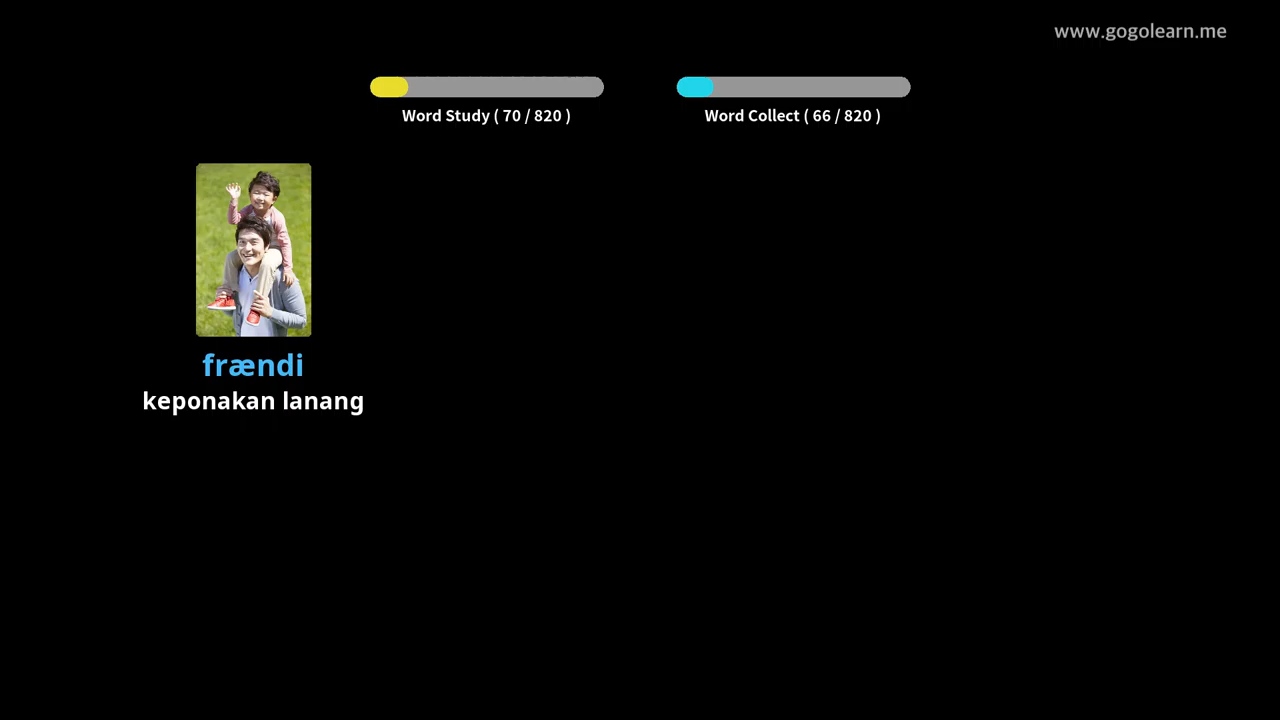 www.gogolearn.me
Word Study ( 70 / 820 )
Word Collect ( 66 / 820 )
frændi
keponakan lanang